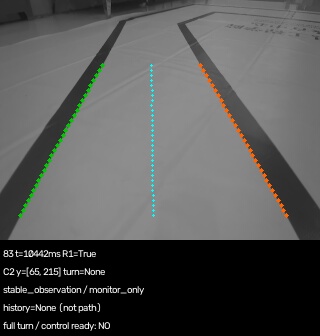 83 t=10442ms R1=True
C2 y=[65, 215] turn=None
stable_observation / monitor_only
history=None (not path)
full turn / control ready: NO